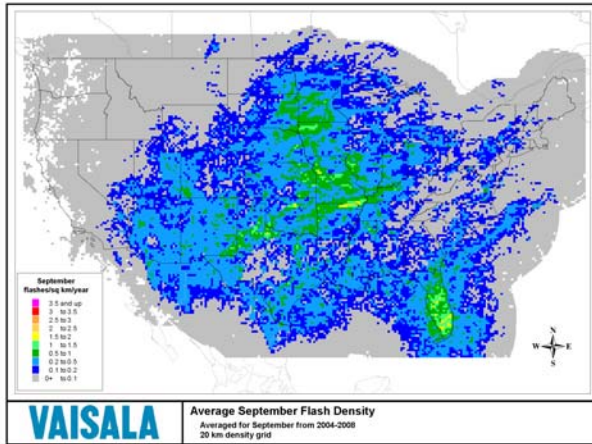 September
flashes/sq km/year
3.5 and up
3 to 3.5
2.5 to 3
2 to 2.5
1.5 to 2
1 to 1.5
0.5 to 1
0.2 to 0.5
0.1 to 0.2
0+ to 0.1
N
W E
S
VAISALA
Average September Flash Density
Averaged for September from 2004-2008
20 km density grid